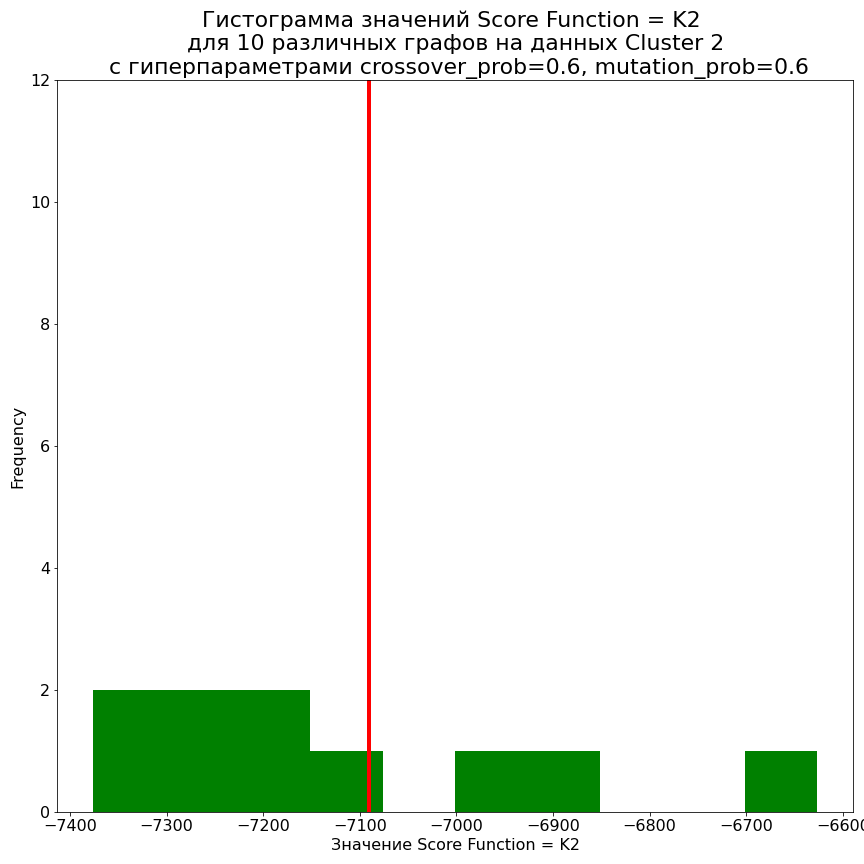 Гистограмма значений Score Function = K2
для 10 различных графов на данных Cluster 2
с гиперпараметрами crossover_prob=0.6, mutation_prob=0.6
12
10
8
6
4
2
0
Frequency
−7400 −7300 −7200 −7100 −7000 −6900 −6800 −6700 −6600
Значение Score Function = K2